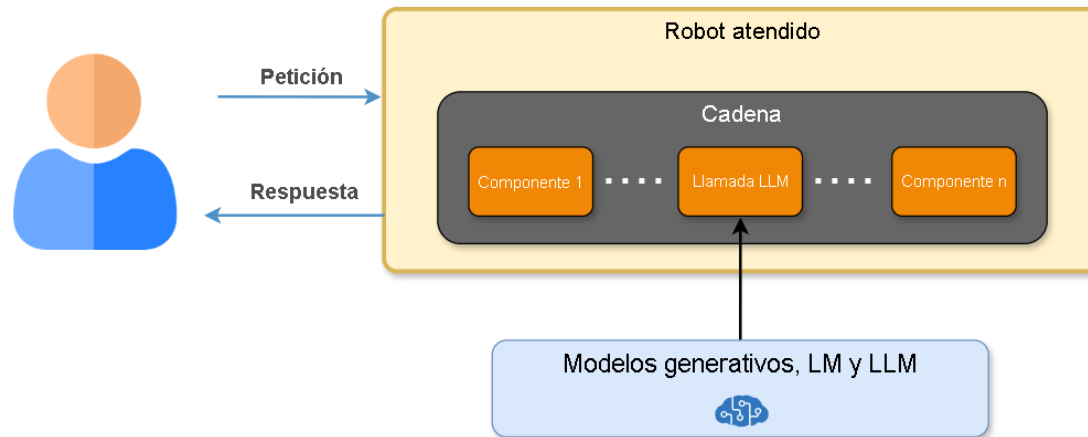 Robot atendido
Petición
Cadena
Componente 1
Llamada LLM
Componente n
Respuesta
Modelos generativos, LM y LLM